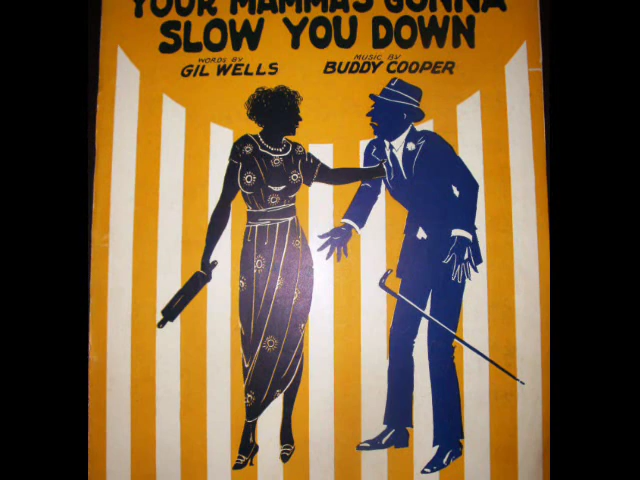 YOUR MAMMA'S GONNA
SLOW YOU DOWN
WORDS BY
GIL WELLS
MUSIC BY
BUDDY COOPER